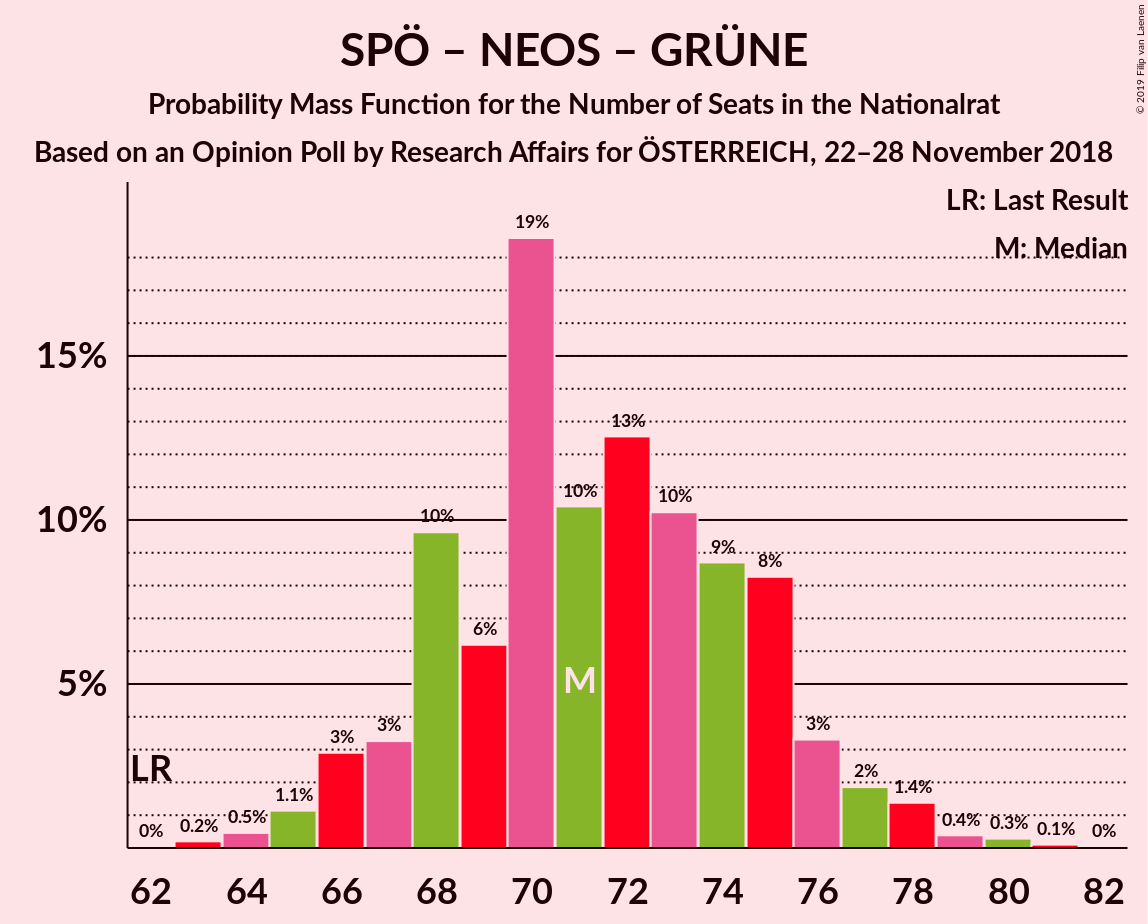 SPÖ – NEOS – GRÜNE
Probability Mass Function for the Number of Seats in the Nationalrat
Based on an Opinion Poll by Research Affairs for ÖSTERREICH, 22–28 November 2018
© 2019 Filip van Laenen
LR: Last Result
M: Median
15%
10%
5%
LR
0%
0.2%
0.5%
1.1%
3%
3%
10%
6%
19%
10%
13%
10%
9%
8%
3%
2%
1.4%
0.4%
0.3%
0.1%
0%
M
62 64 66 68 70 72 74 76 78 80 82